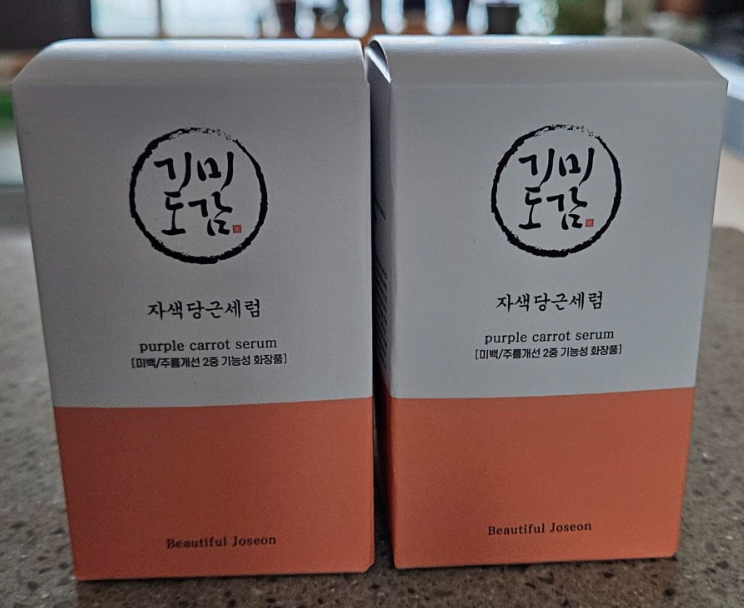 기미
도감
자색당근세럼
purple carrot serum
[미백/주름개선 2중 기능성 화장품]
Beautiful Joseon
기미
도감
자색당근세럼
purple carrot serum
[미백/주름개선 2중 기능성 화장품]
Beautiful Joseon